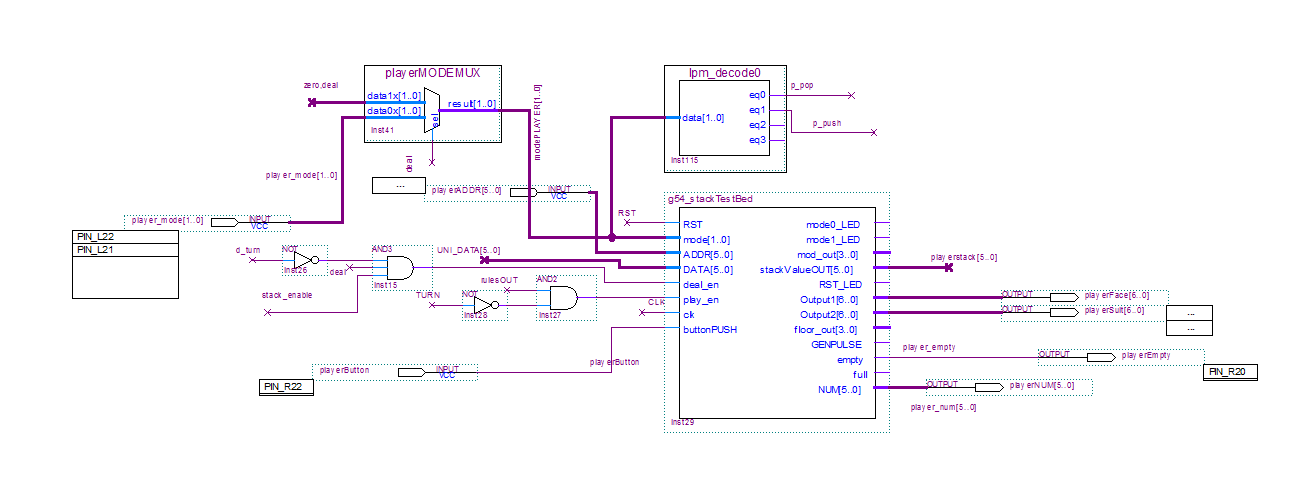 playerMODEMUX
zero,deal
data1x[1..0]
data0x[1..0]
result[1..0]
sel
inst41
deal
modePLAYER[1..0]
lpm_decode0
data[1..0]
eq0
eq1
eq2
eq3
inst115
p_pop
p_push
player_mode[1..0]
...
playerADDR[5..0]
INPUT
VCC
player_mode[1..0]
INPUT
VCC
PIN_L22
PIN_L21
d_turn
NOT
inst26
deal
AND3
inst15
stack_enable
UNI_DATA[5..0]
rulesOUT
TURN
NOT
inst28
AND2
inst27
RST
CLK
g54_stackTestBed
RST
mode[1..0]
ADDR[5..0]
DATA[5..0]
deal_en
play_en
clk
buttonPUSH
mode0_LED
mode1_LED
mod_out[3..0]
stackValueOUT[5..0]
RST_LED
Output1[6..0]
Output2[6..0]
floor_out[3..0]
GENPULSE
empty
full
NUM[5..0]
inst29
playerstack[5..0]
OUTPUT
playerFace[6..0]
OUTPUT
playerSuit[6..0]
...
...
player_empty
OUTPUT
playerEmpty
PIN_R20
OUTPUT
playerNUM[5..0]
player_num[5..0]
playerButton
INPUT
VCC
playerButton
PIN_R22